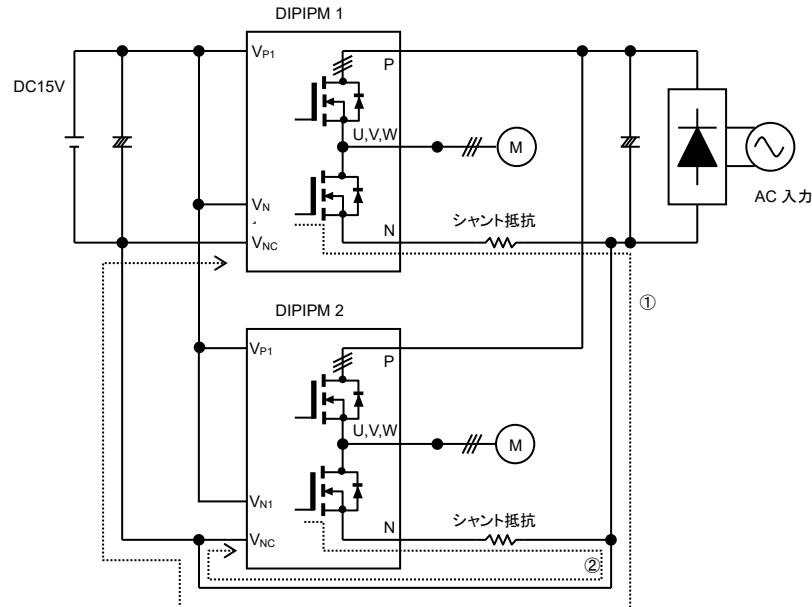 DIPIPM 1
VP1
P
DC15V
U,V,W
M
AC 入力
VN
シャント抵抗
VNC
N
①
DIPIPM 2
VP1
P
U,V,W
M
VN1
シャント抵抗
N
VNC
②